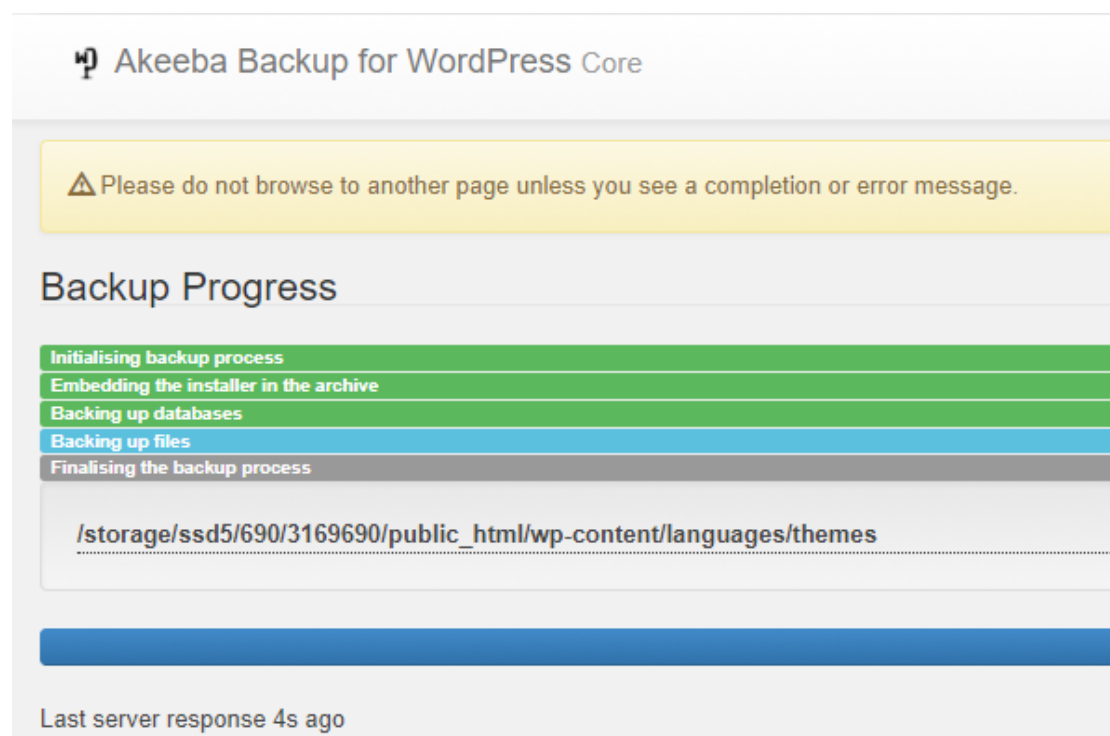 Akeeba Backup for WordPress Core
Please do not browse to another page unless you see a completion or error message.
Backup Progress
Initialising backup process
Embedding the installer in the archive
Backing up databases
Backing up files
Finalising the backup process
/storage/ssd5/690/3169690/public_html/wp-content/languages/themes
Last server response 4s ago